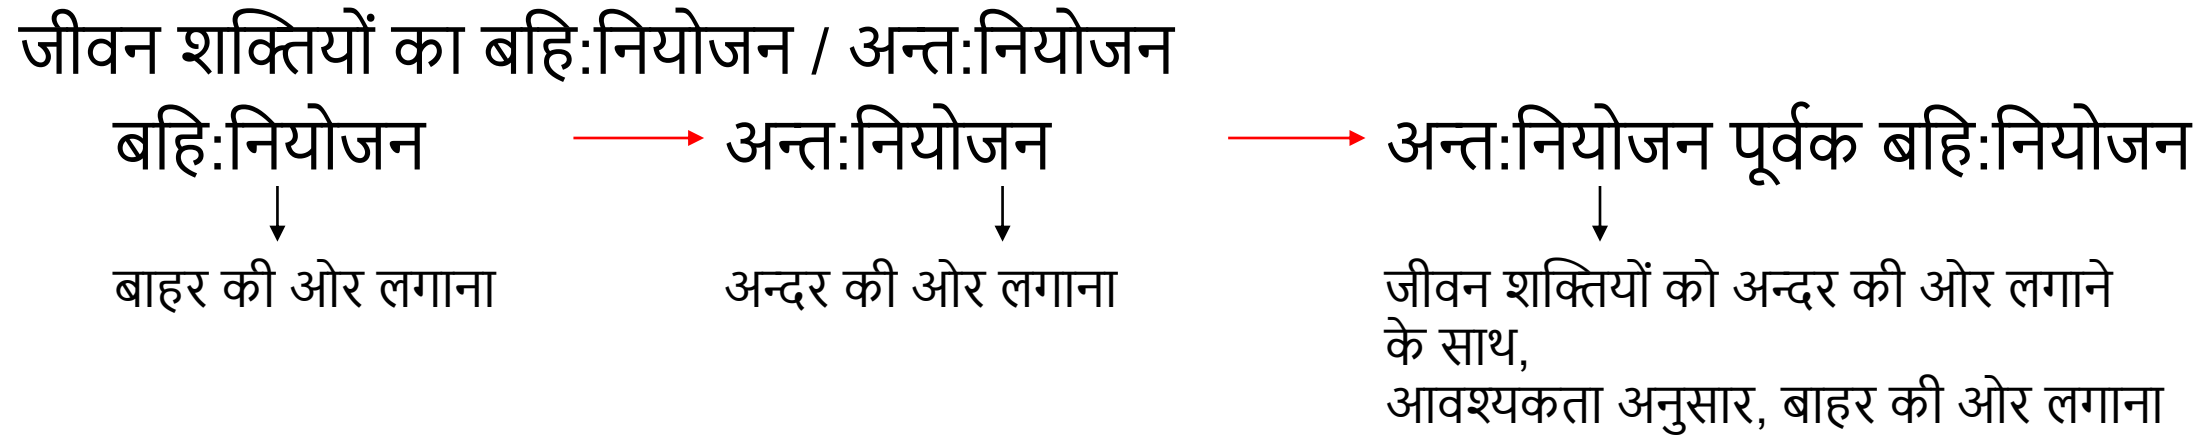 जीवन शक्तियों का बहि:नियोजन / अन्त:नियोजन
बहि:नियोजन अन्त:नियोजन अन्त:नियोजन पूर्वक बहि:नियोजन
बाहर की ओर लगाना अन्दर की ओर लगाना जीवन शक्तियों को अन्दर की ओर लगाने
के साथ,
आवश्यकता अनुसार, बाहर की ओर लगाना